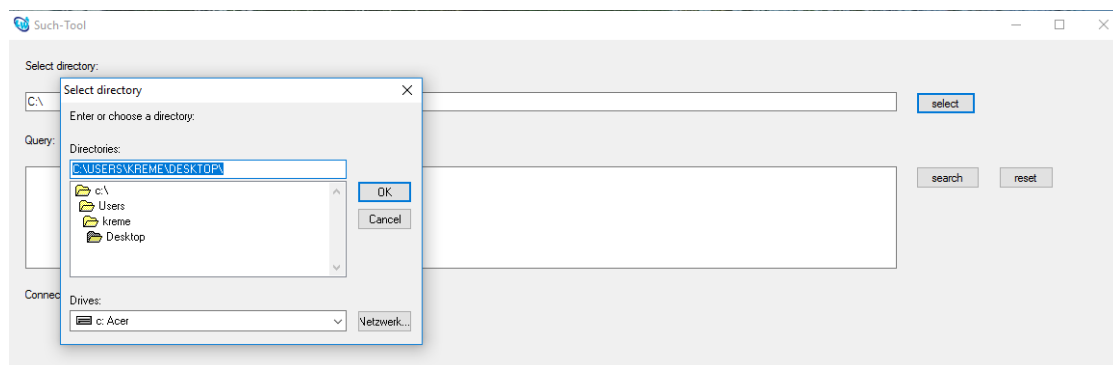 Such-Tool
Select directory:
C:\
select
Query:
search
reset
Connec
Select directory
Enter or choose a directory:
Directories:
C:\USERS\KREME\DESKTOP\
c:\
Users
kreme
Desktop
OK
Cancel
Drives:
c: Acer
Netzwerk...